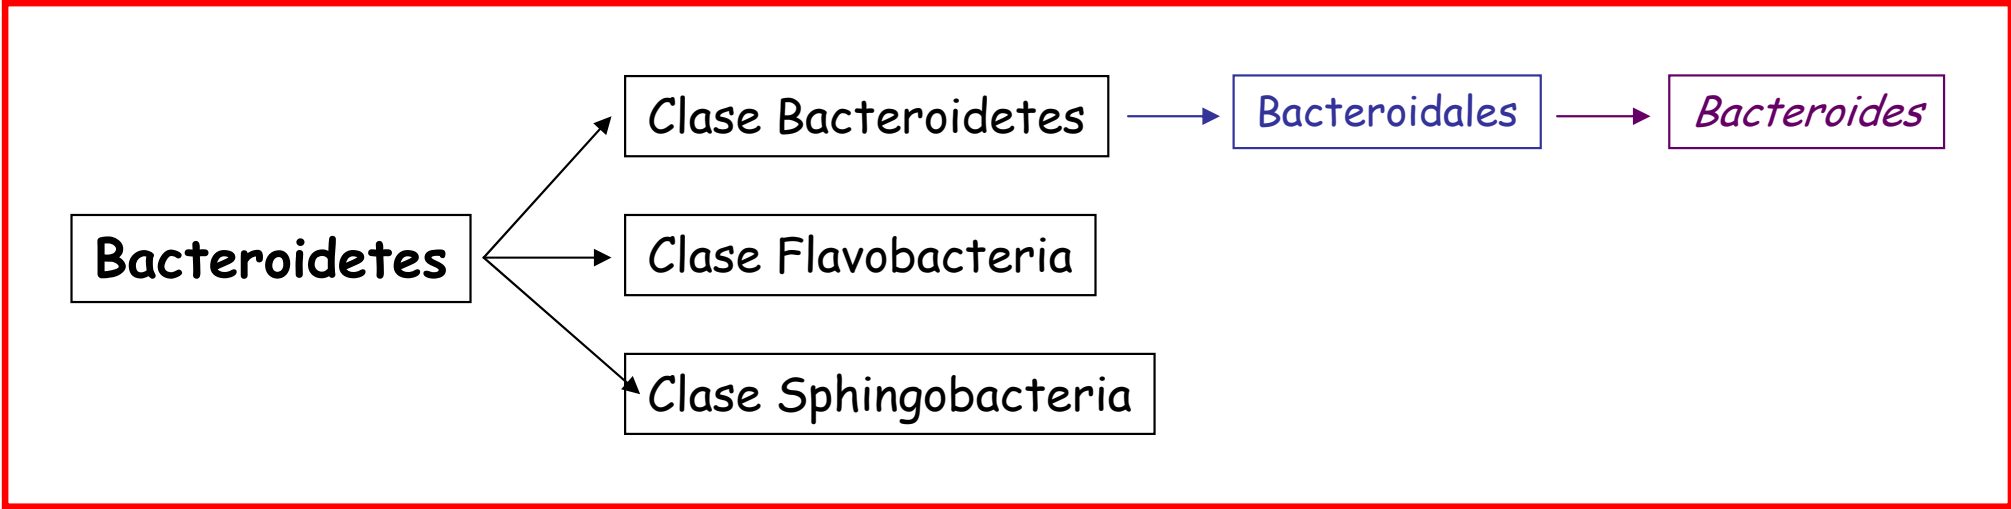 Clase Bacteroidetes
Bacteroidales
Bacteroides
Bacteroidetes
Clase Flavobacteria
Clase Sphingobacteria